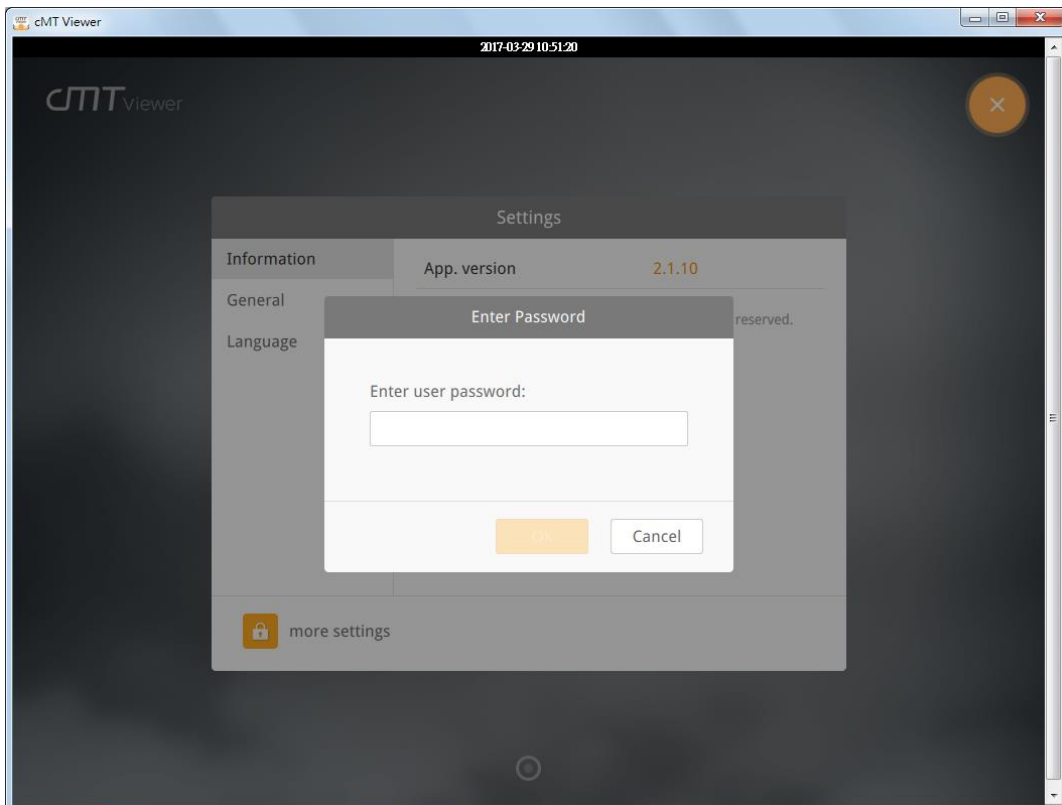 cMT Viewer
2017-03-29 10:51:20
cMT Viewer
Settings
Information
App. version 2.1.10
General
Enter Password
reserved.
Language
Enter user password:
Cancel
more settings